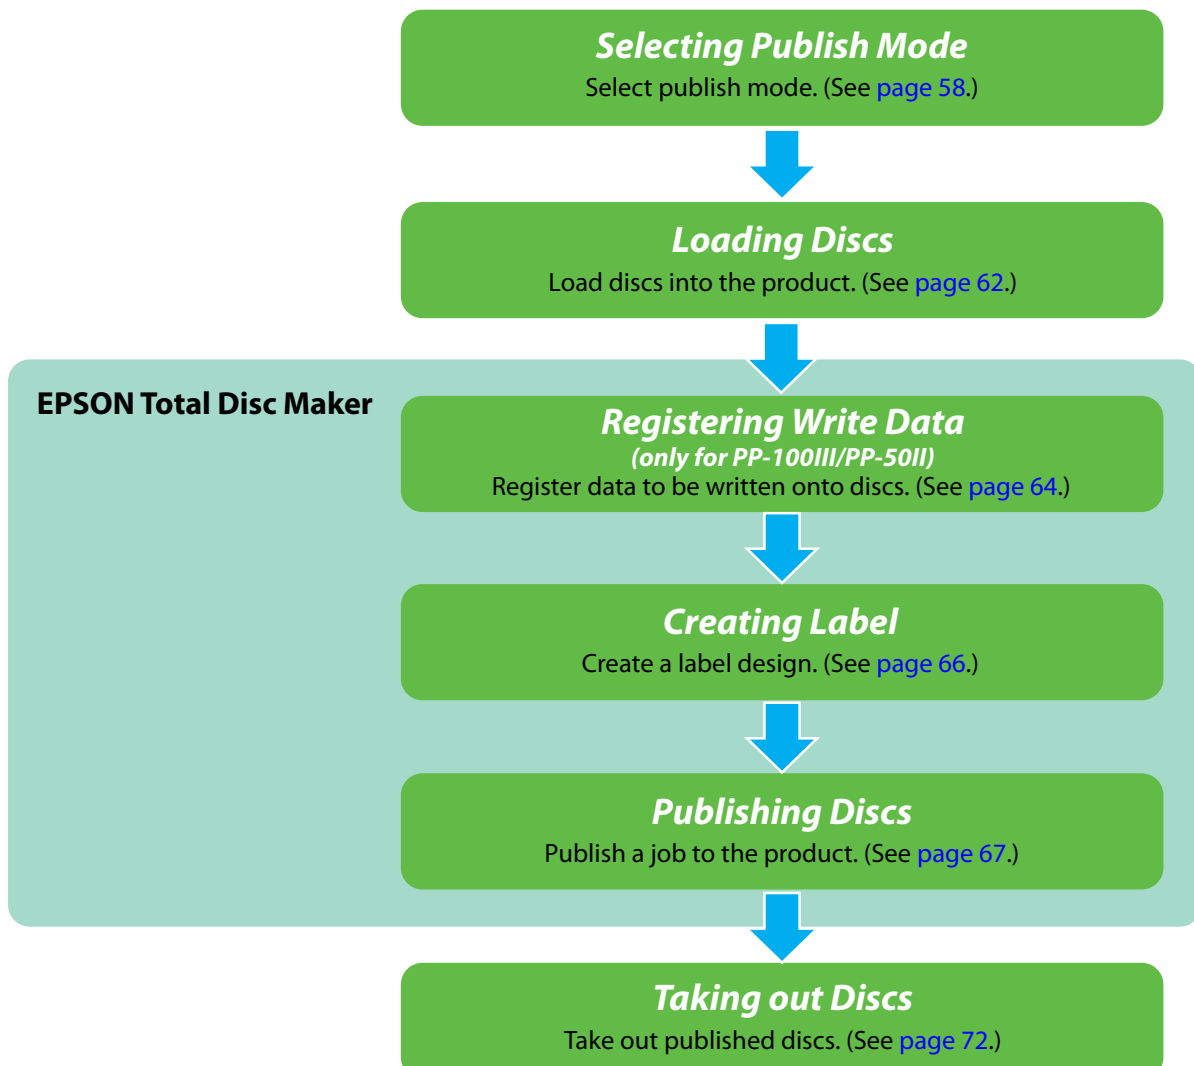 Selecting Publish Mode
Select publish mode. (See page 58.)
Loading Discs
Load discs into the product. (See page 62.)
EPSON Total Disc Maker
Registering Write Data
(only for PP-100III/PP-50II)
Register data to be written onto discs. (See page 64.)
Creating Label
Create a label design. (See page 66.)
Publishing Discs
Publish a job to the product. (See page 67.)
Taking out Discs
Take out published discs. (See page 72.)